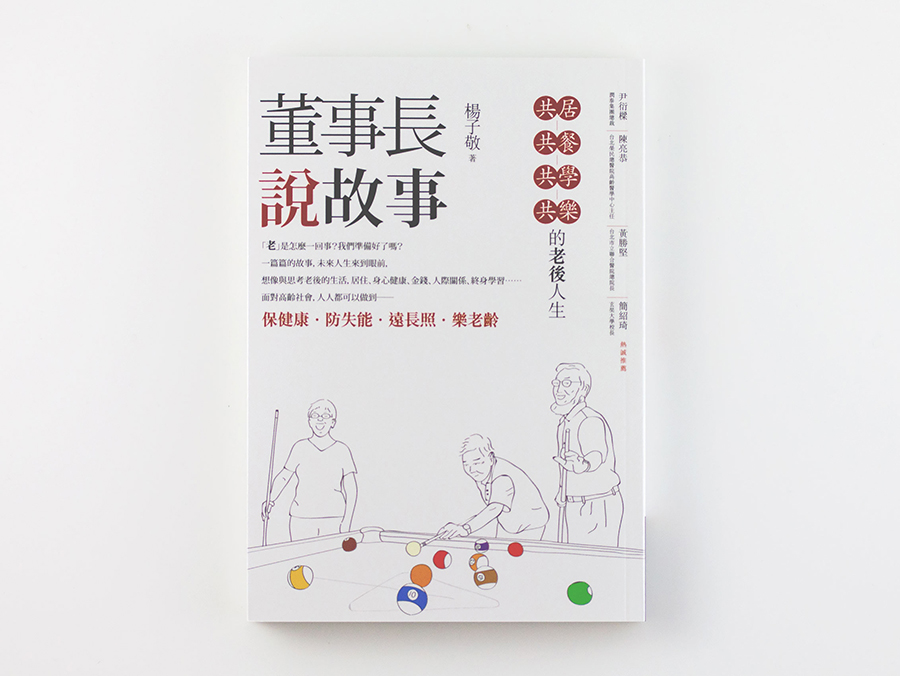 董事長
說故事
楊子敬 著
共居
共餐
共學
共樂
的老後人生
「老」是怎麼一回事？我們準備好了嗎？
一篇篇的故事，未來人生來到眼前，
想像與思考老後的生活、居住、身心健康、金錢、人際關係、終身學習……
面對高齡社會，人人都可以做到──
保健康・防失能・遠長照・樂老齡
尹衍樑
潤泰集團總裁
陳亮恭
台北榮民總醫院高齡醫學中心主任
黃勝堅
台北市立聯合醫院總院長
簡紹琦
玄奘大學校長
熱誠推薦
10